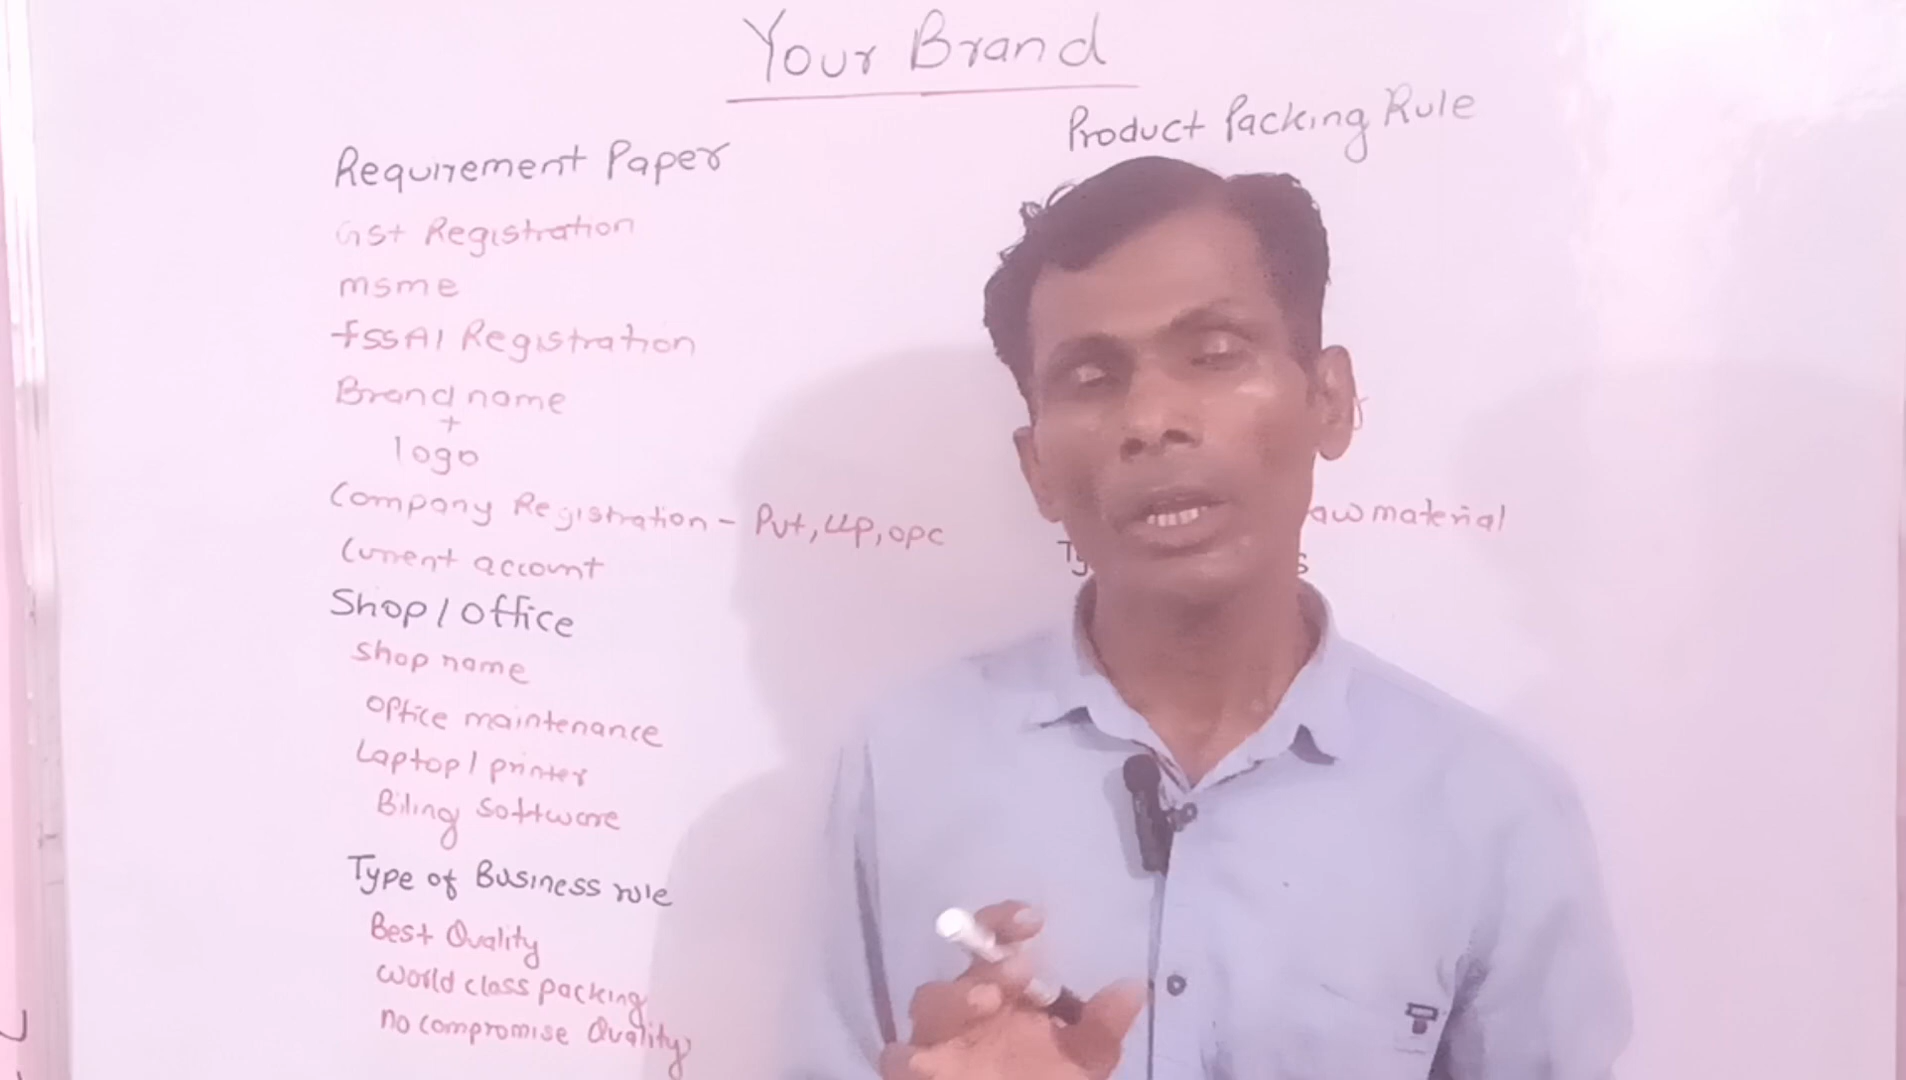 Your Brand
Requirement Paper
GST Registration
msme
FSSAI Registration
Brand name
+
logo
Company Registration - Pvt, LLP, OPC
Current account
Shop / Office
Shop name
Office maintenance
Laptop / printer
Biling Software
Type of Business rule
Best Quality
World class packing
no compromise Quality
Product Packing Rule
material